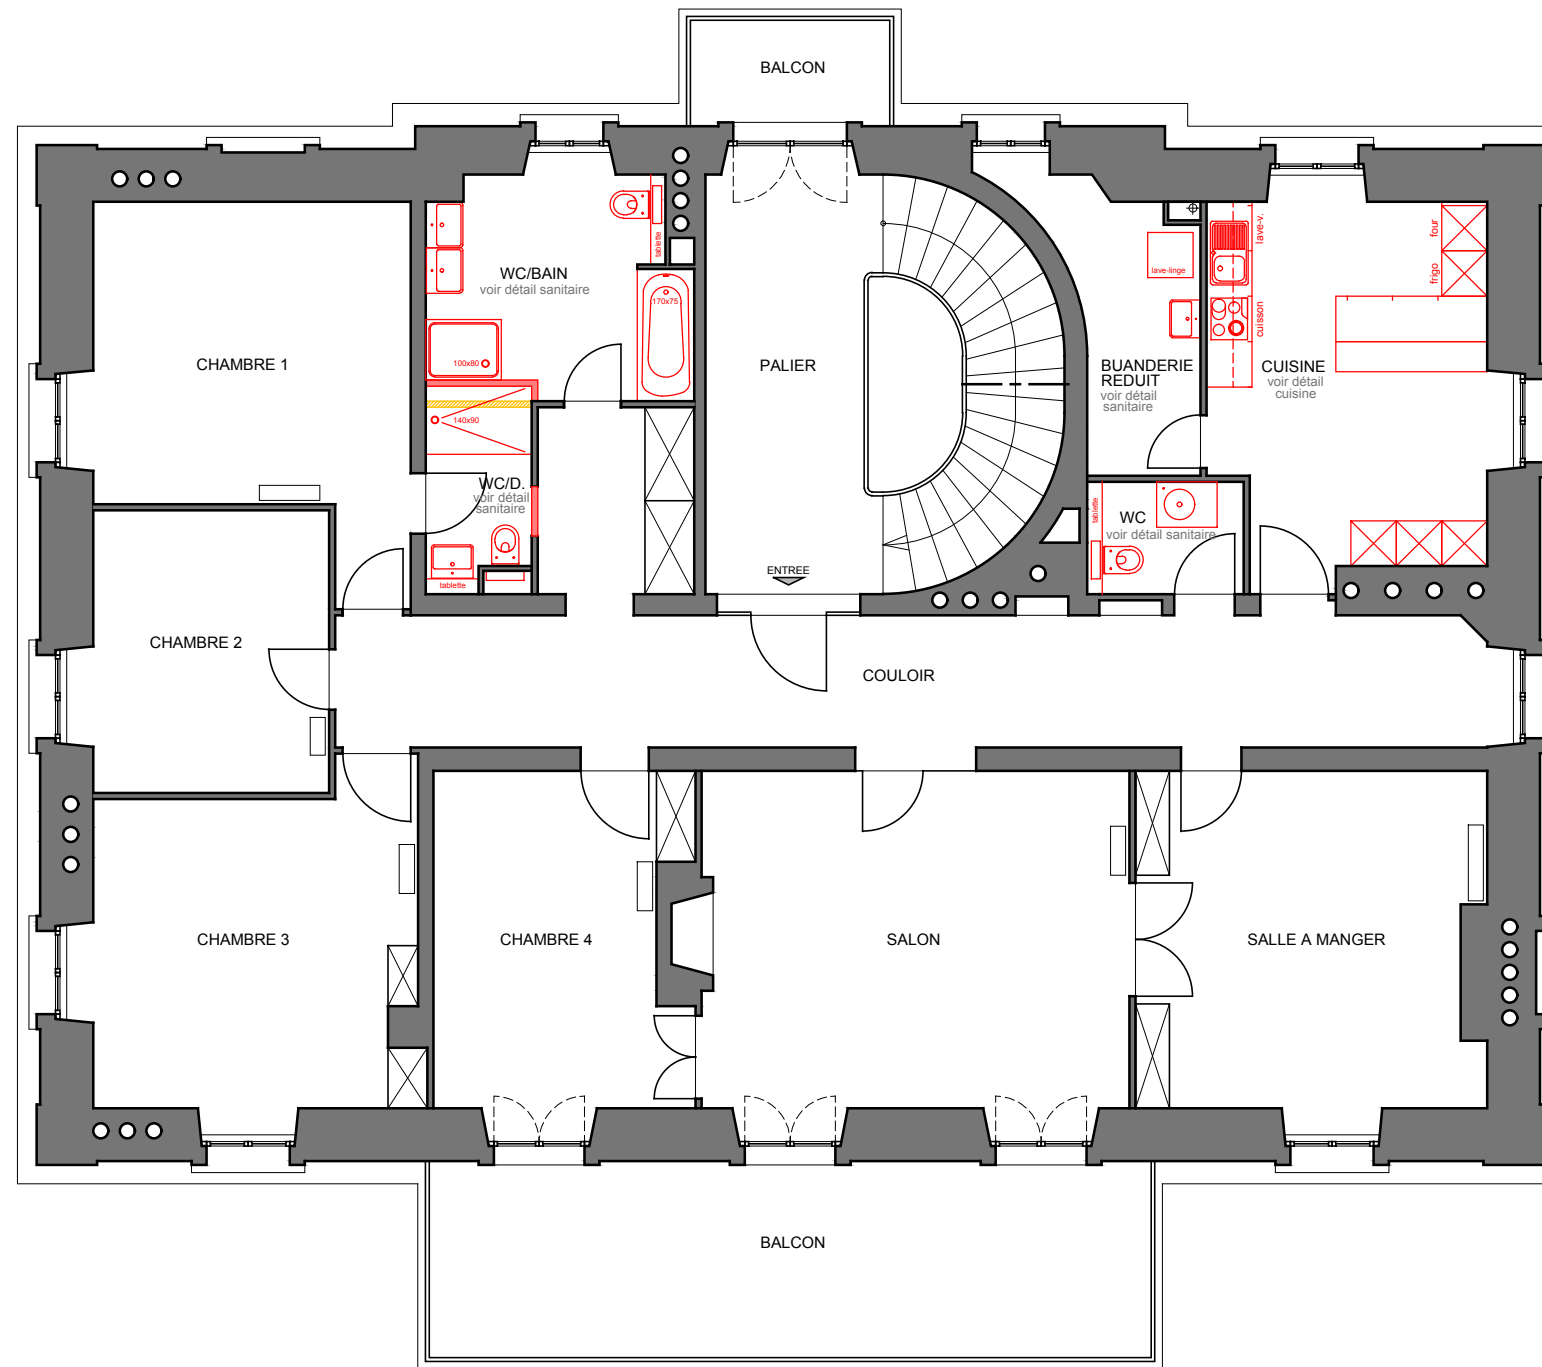 BALCON
WC/BAIN
voir détail sanitaire
tablette
170x75
100x80
140x90
WC/D.
voir détail
sanitaire
tablette
CHAMBRE 1
PALIER
ENTREE
lave-linge
BUANDERIE
REDUIT
voir détail
sanitaire
lave-v.
cuisson
four
frigo
CUISINE
voir détail
cuisine
tablette
WC
voir détail sanitaire
CHAMBRE 2
COULOIR
CHAMBRE 3
CHAMBRE 4
SALON
SALLE A MANGER
BALCON